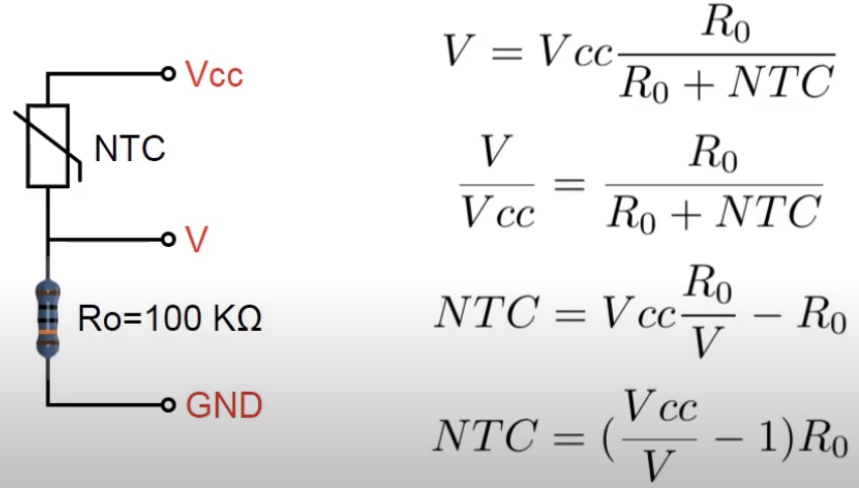 Vcc
NTC
V
Ro=100 KΩ
GND
V = Vcc \frac{R_0}{R_0 + NTC}
\frac{V}{Vcc} = \frac{R_0}{R_0 + NTC}
NTC = Vcc \frac{R_0}{V} - R_0
NTC = (\frac{Vcc}{V} - 1)R_0